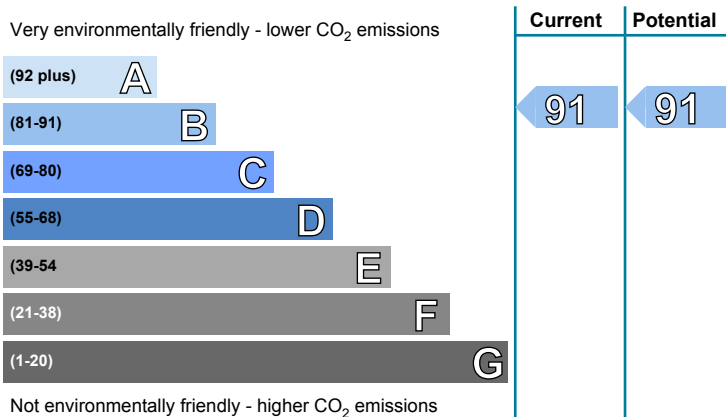 Very environmentally friendly - lower CO2 emissions
Current
Potential
(92 plus) A
(81-91) B
91
91
(69-80) C
(55-68) D
(39-54 E
(21-38) F
(1-20) G
Not environmentally friendly - higher CO2 emissions